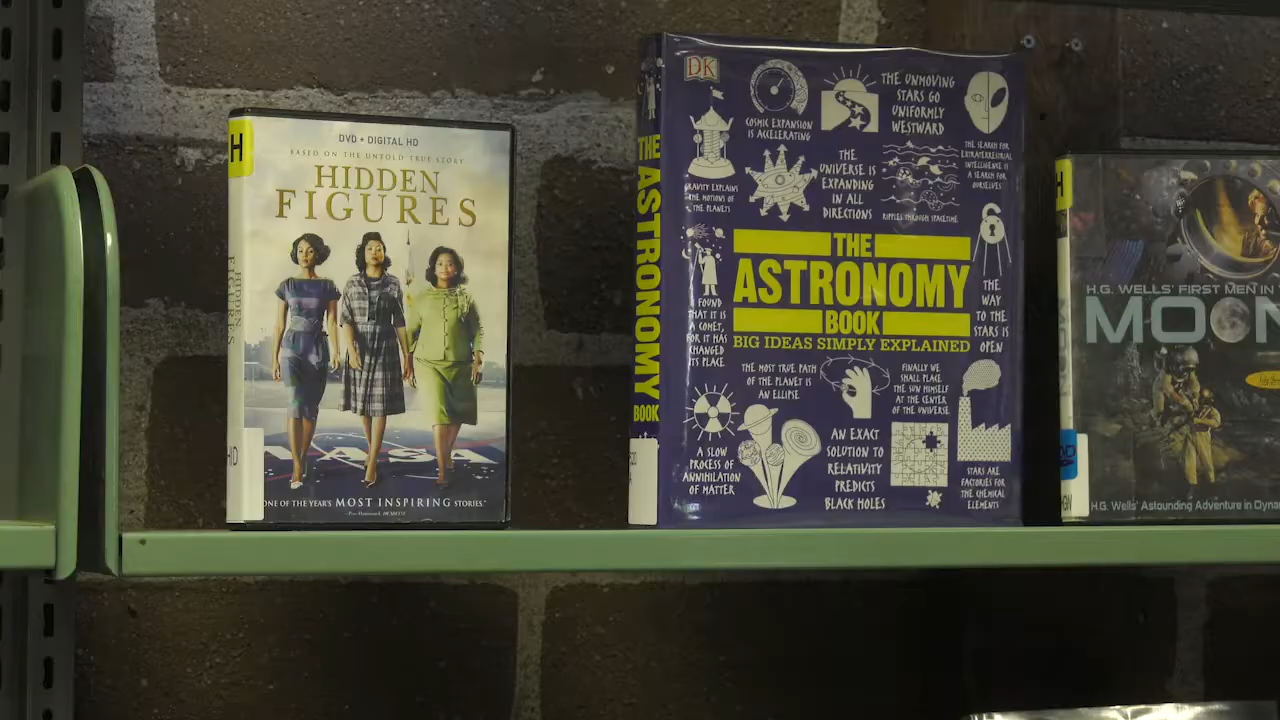 H
DVD + DIGITAL HD
BASED ON THE UNTOLD TRUE STORY
HIDDEN
FIGURES
HIDDEN
FIGURES
NASA
ONE OF THE YEAR'S MOST INSPIRING STORIES."
THE ASTRONOMY BOOK
DK
COSMIC EXPANSION
IS ACCELERATING
THE UNMOVING
STARS GO
UNIFORMLY
WESTWARD
GRAVITY EXPLAINS
THE MOTIONS OF
THE PLANETS
THE
UNIVERSE IS
EXPANDING
IN ALL
DIRECTIONS
RIPPLES THROUGH SPACETIME
THE SEARCH FOR
EXTRATERRESTRIAL
INTELLIGENCE IS
A SEARCH FOR
OURSELVES
THE
ASTRONOMY
BOOK
BIG IDEAS SIMPLY EXPLAINED
I FOUND
THAT IT IS
A COMET,
FOR IT HAS
CHANGED
ITS PLACE
THE
WAY
TO THE
STARS IS
OPEN
THE MOST TRUE PATH
OF THE PLANET IS
AN ELLIPSE
FINALLY WE
SHALL PLACE
THE SUN HIMSELF
AT THE CENTER
OF THE UNIVERSE
A SLOW
PROCESS OF
ANNIHILATION
OF MATTER
AN EXACT
SOLUTION TO
RELATIVITY
PREDICTS
BLACK HOLES
STARS ARE
FACTORIES FOR
THE CHEMICAL
ELEMENTS
520
H
H.G. WELLS' FIRST MEN IN
MOON
H.G. Wells' Astounding Adventure in